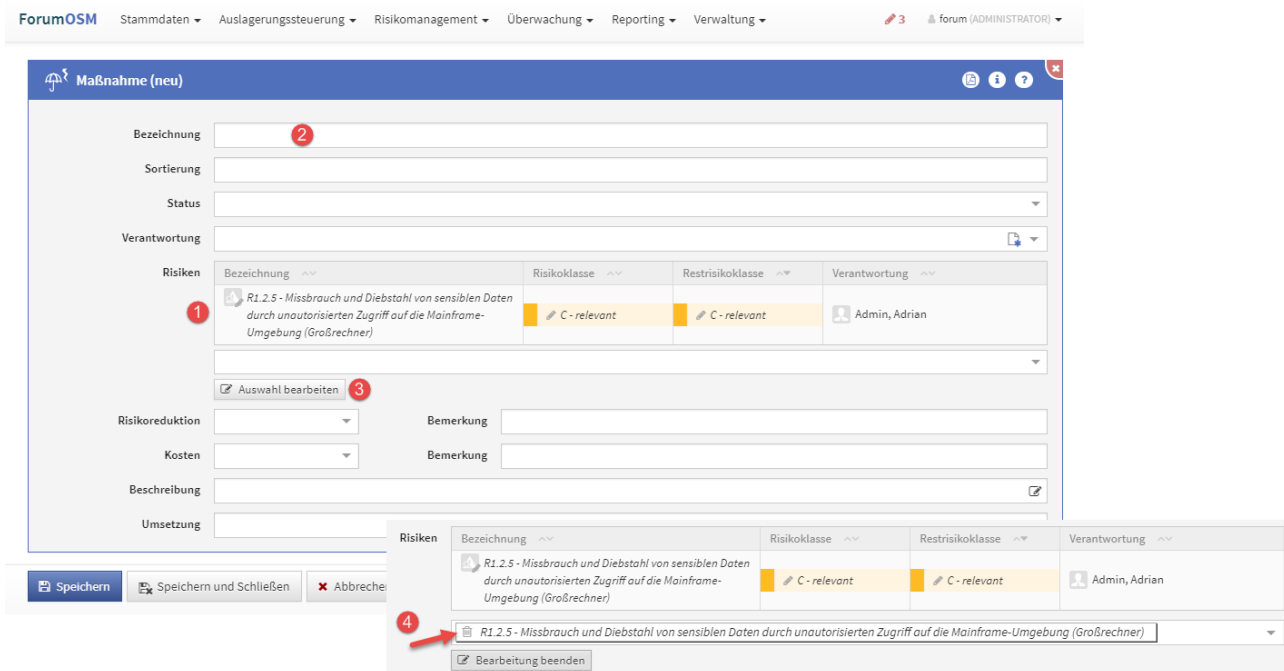 ForumOSM Stammdaten Auslagerungssteuerung Risikomanagement Überwachung Reporting Verwaltung 3 forum (ADMINISTRATOR)
Maßnahme (neu)
Bezeichnung 2
Sortierung
Status
Verantwortung
Risiken Bezeichnung Risikoklasse Restrisikoklasse Verantwortung
R1.2.5 - Missbrauch und Diebstahl von sensiblen Daten
1 durch unautorisierten Zugriff auf die Mainframe- C - relevant C - relevant Admin, Adrian
Umgebung (Großrechner)
Auswahl bearbeiten 3
Risikoreduktion Bemerkung
Kosten Bemerkung
Beschreibung
Umsetzung
Speichern Speichern und Schließen Abbreche
Risiken Bezeichnung Risikoklasse Restrisikoklasse Verantwortung
R1.2.5 - Missbrauch und Diebstahl von sensiblen Daten
durch unautorisierten Zugriff auf die Mainframe- C - relevant C - relevant Admin, Adrian
Umgebung (Großrechner)
4 R1.2.5 - Missbrauch und Diebstahl von sensiblen Daten durch unautorisierten Zugriff auf die Mainframe-Umgebung (Großrechner)
Bearbeitung beenden